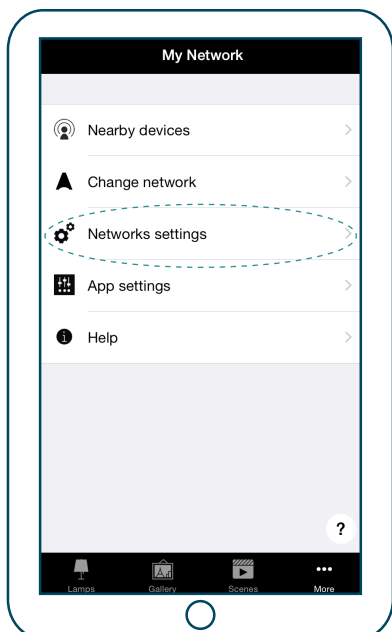 My Network
Nearby devices
Change network
Networks settings
App settings
Help
?
Lamps Gallery Scenes More